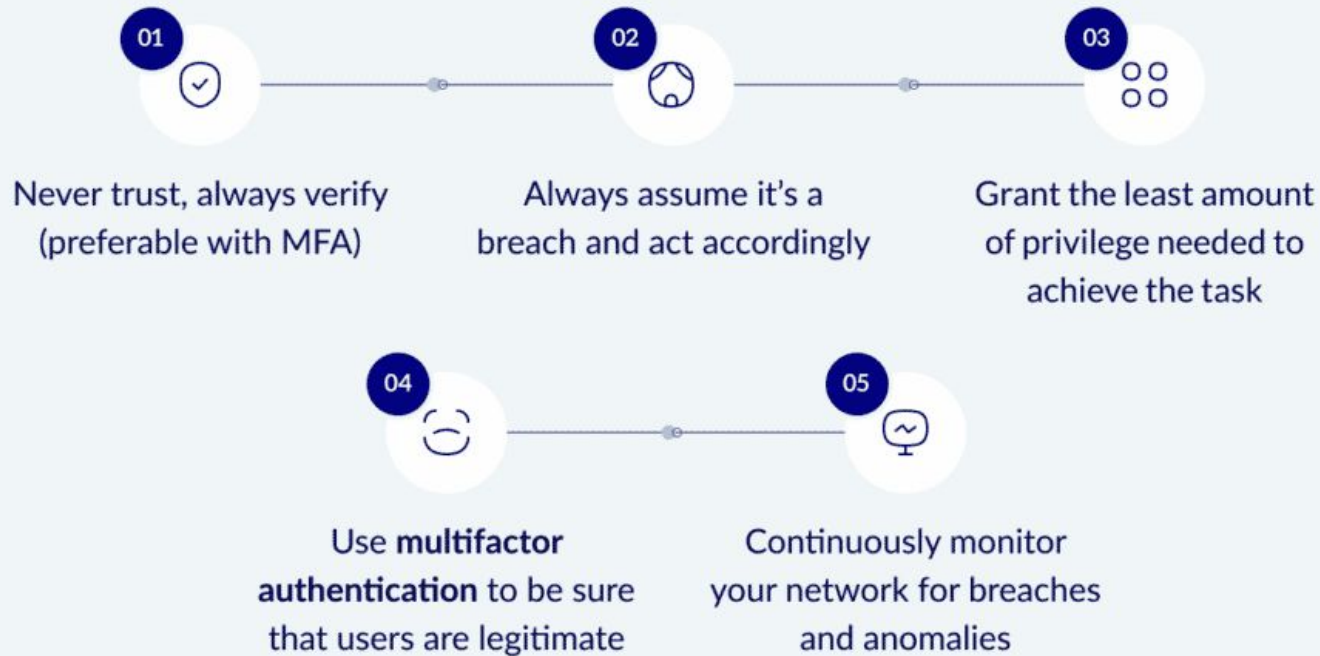 01
Never trust, always verify
(preferable with MFA)
02
Always assume it’s a
breach and act accordingly
03
Grant the least amount
of privilege needed to
achieve the task
04
Use multifactor
authentication to be sure
that users are legitimate
05
Continuously monitor
your network for breaches
and anomalies